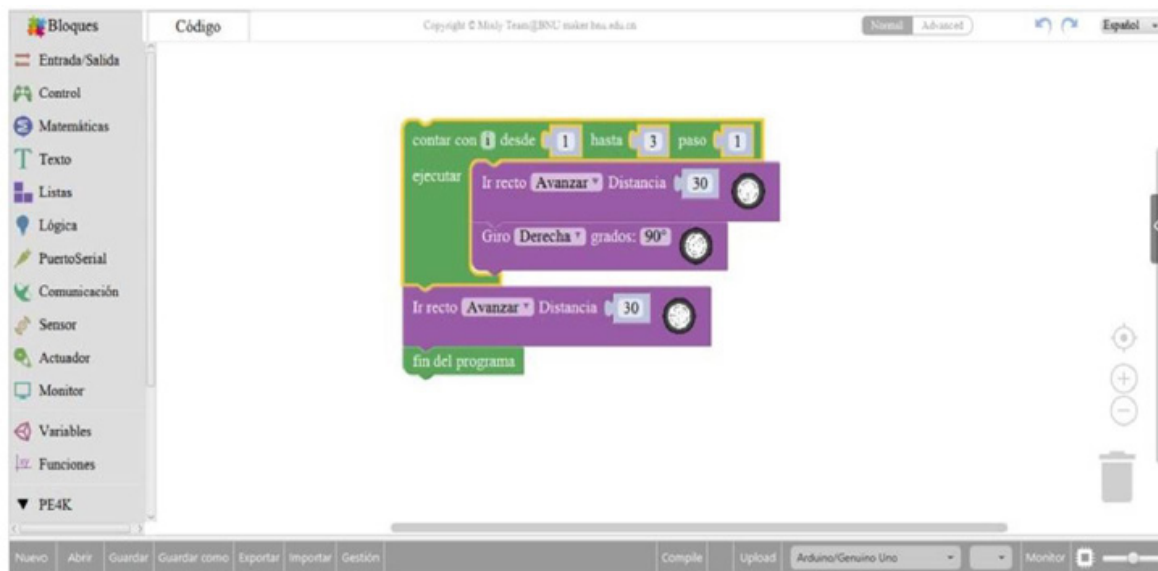 Bloques Código Copyright © Mixly Team@BNU maker.bnu.edu.cn Normal Advanced Español
Entrada/Salida
Control
Matemáticas
Texto
Listas
Lógica
PuertoSerial
Comunicación
Sensor
Actuador
Monitor
Variables
Funciones
PE4K
contar con i desde 1 hasta 3 paso 1
ejecutar Ir recto Avanzar Distancia 30
Giro Derecha grados: 90°
Ir recto Avanzar Distancia 30
fin del programa
Nuevo Abrir Guardar Guardar como Exportar Importar Gestión Compile Upload Arduino/Genuino Uno Monitor